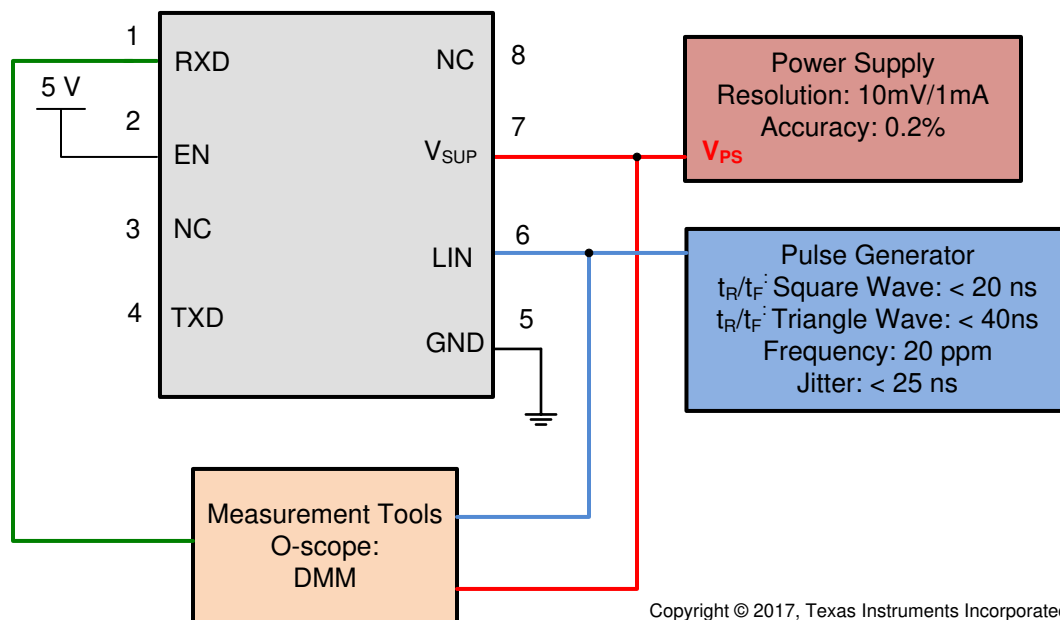 1
RXD
5 V
2
EN
3
NC
4
TXD
NC
8
7
VSUP
6
LIN
5
GND
Power Supply
Resolution: 10mV/1mA
Accuracy: 0.2%
VPS
Pulse Generator
tR/tF: Square Wave: < 20 ns
tR/tF: Triangle Wave: < 40ns
Frequency: 20 ppm
Jitter: < 25 ns
Measurement Tools
O-scope:
DMM
Copyright © 2017, Texas Instruments Incorporated